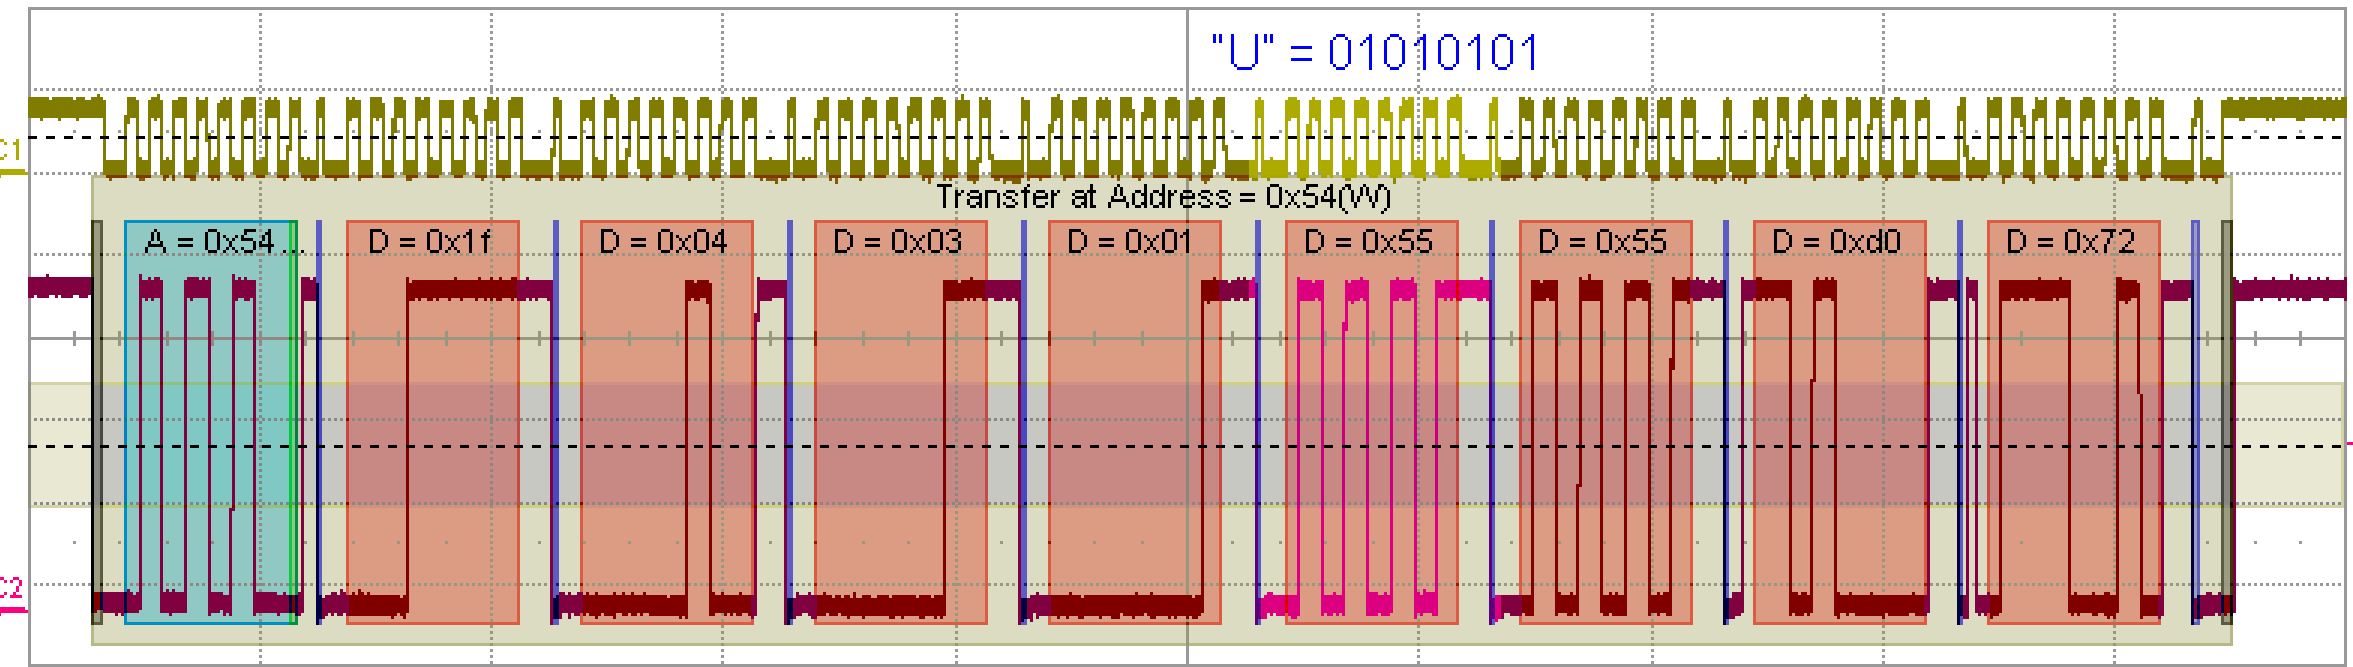 "U" = 01010101
C1
Transfer at Address = 0x54(W)
A = 0x54... D = 0x1f D = 0x04 D = 0x03 D = 0x01 D = 0x55 D = 0x55 D = 0xd0 D = 0x72
C2